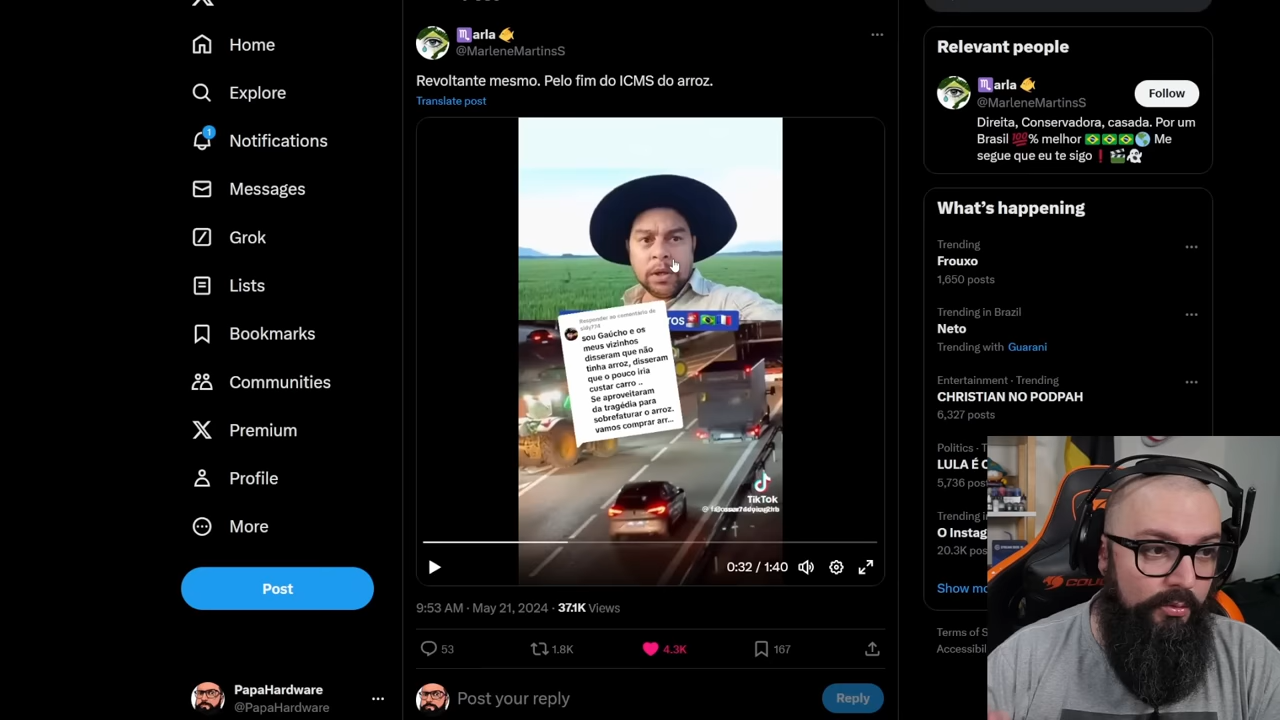 Home
Explore
1
Notifications
Messages
Grok
Lists
Bookmarks
Communities
Premium
Profile
More
Post
PapaHardware
@PapaHardware
♏arla 🐠
@MarleneMartinsS
Revoltante mesmo. Pelo fim do ICMS do arroz.
Translate post
Responder ao comentário de
sou Gaúcho e os
meus vizinhos
disseram que não
tinha arroz, disseram
que o pouco iria
custar carro ..
Se aproveitaram
da tragédia para
sobrefaturar o arroz.
vamos comprar arr...
TikTok
0:32 / 1:40
9:53 AM · May 21, 2024 · 37.1K Views
53
1.8K
4.3K
167
Post your reply
Reply
Relevant people
♏arla 🐠
@MarleneMartinsS
Follow
Direita, Conservadora, casada. Por um
Brasil 💯% melhor 🇧🇷🇧🇷🇧🇷🌎 Me
segue que eu te sigo❗🎬👻
What's happening
Trending
Frouxo
1,650 posts
Trending in Brazil
Neto
Trending with Guarani
Entertainment · Trending
CHRISTIAN NO PODPAH
6,327 posts
Politics · T
LULA É C
5,736 pos
Trending i
O Instag
20.3K pos
Show mo
Terms of S
Accessibil